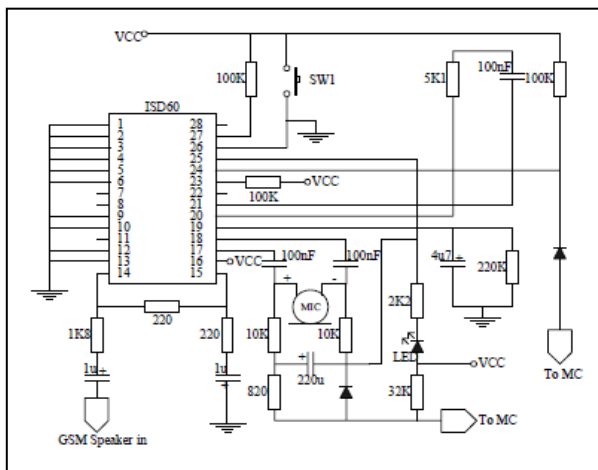 VCC
100K
SW1
5K1
100nF
100K
ISD60
1
28
2
27
3
26
4
25
5
24
6
23
100K
VCC
7
22
8
21
9
20
10
19
11
18
12
17
13
16
VCC
14
15
100nF
100nF
+
-
MIC
4u7
+
220K
220
1K8
220
10K
10K
2K2
LED
VCC
+
220u
1u
+
1u
+
820
32K
To MC
To MC
GSM Speaker in